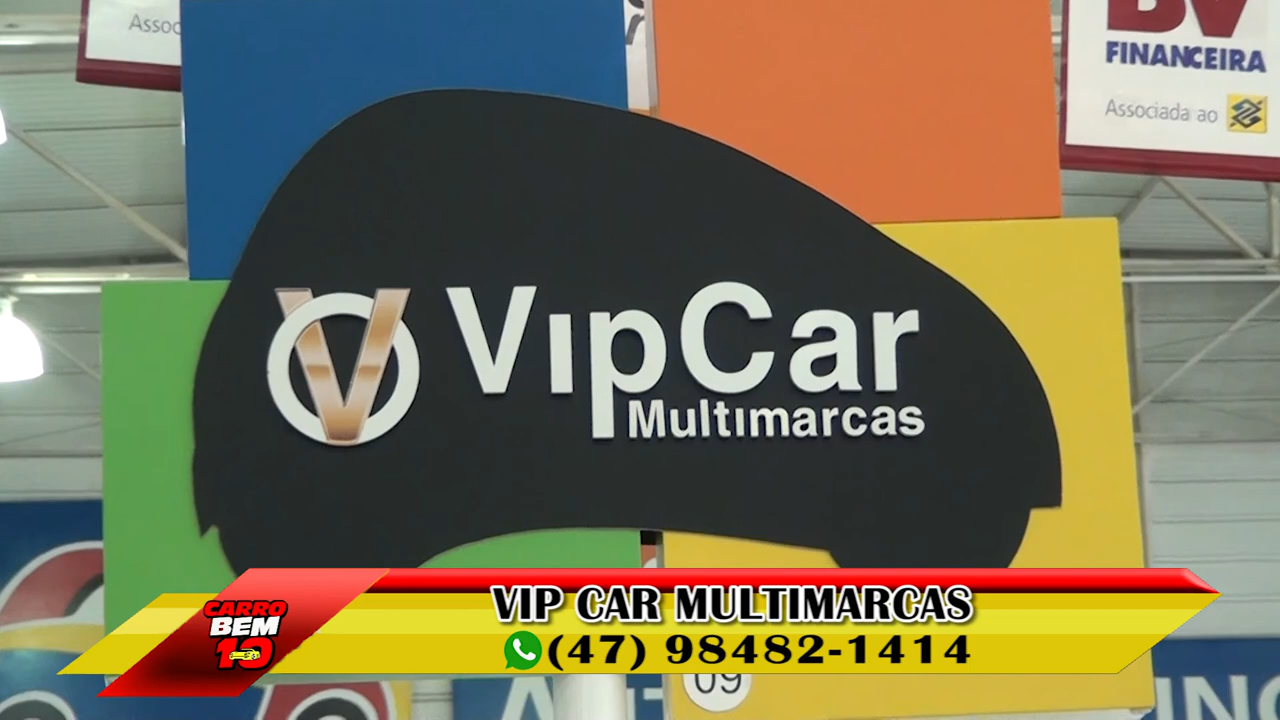 Assoc
BV
FINANCEIRA
Associada ao
VipCar
Multimarcas
CARRO
BEM
10
VIP CAR MULTIMARCAS
(47) 98482-1414
09